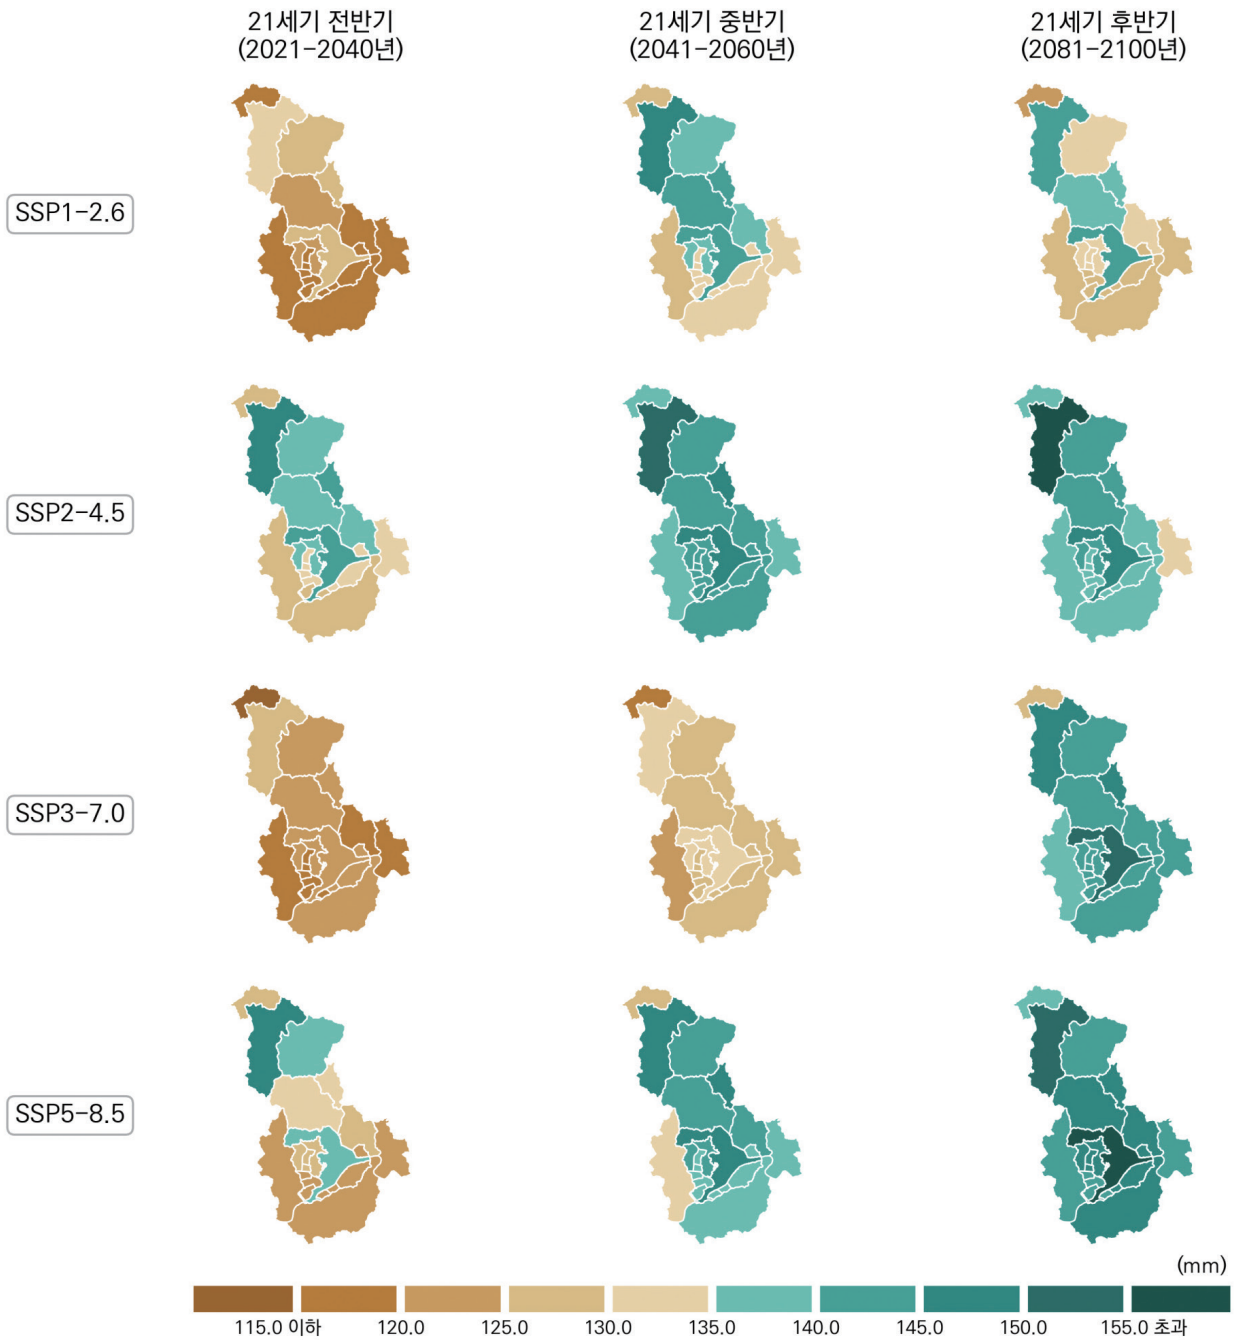 21세기 전반기
(2021-2040년)
21세기 중반기
(2041-2060년)
21세기 후반기
(2081-2100년)
SSP1-2.6
SSP2-4.5
SSP3-7.0
SSP5-8.5
(mm)
115.0 이하 120.0 125.0 130.0 135.0 140.0 145.0 150.0 155.0 초과